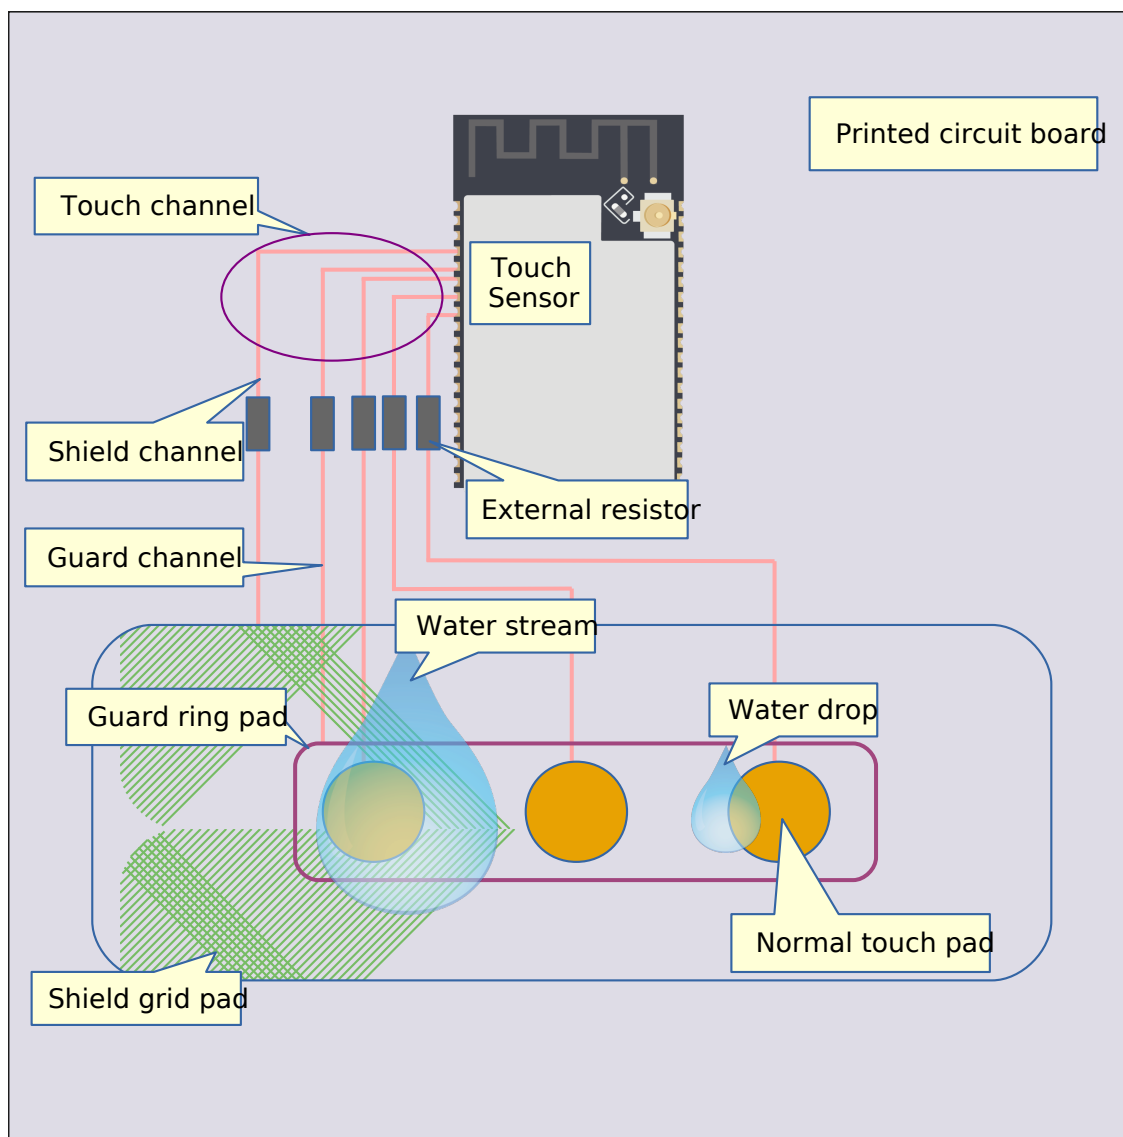 Printed circuit board
Touch channel
Touch
Sensor
Shield channel
External resistor
Guard channel
Water stream
Guard ring pad
Water drop
Normal touch pad
Shield grid pad